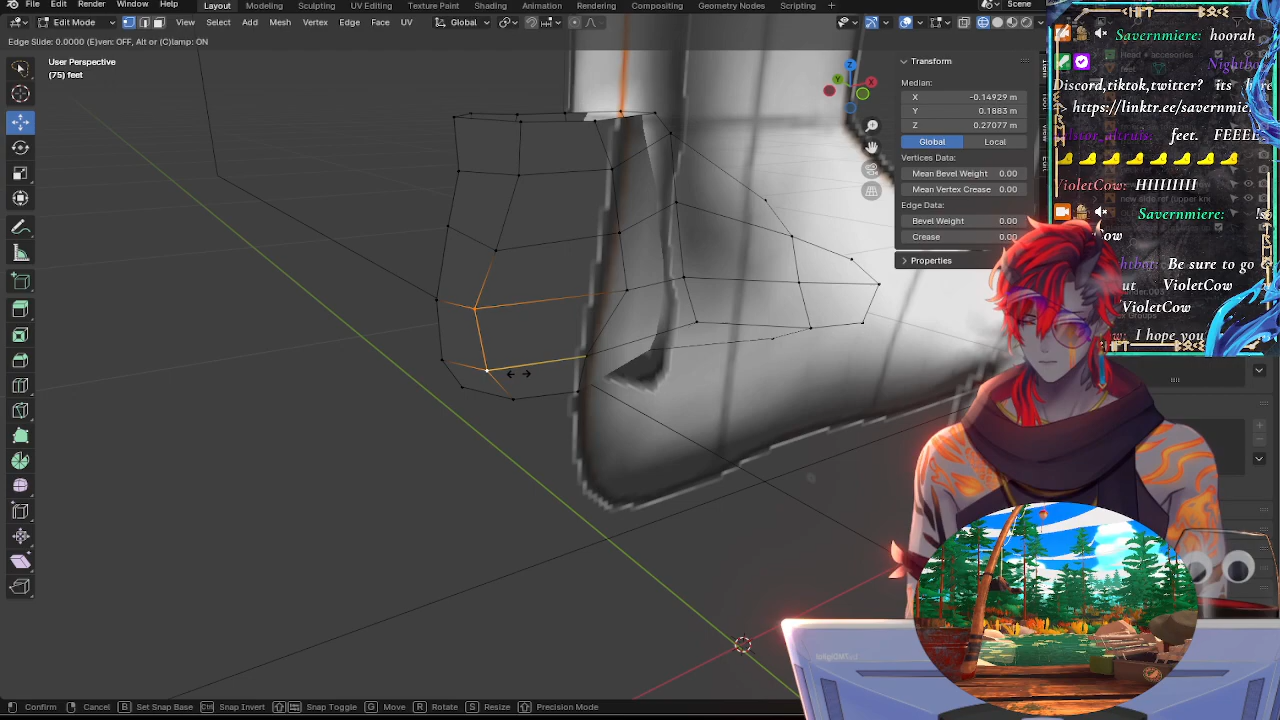 File Edit Render Window Help Layout Modeling Sculpting UV Editing Texture Paint Shading Animation Rendering Compositing Geometry Nodes Scripting + Scene
Edit Mode View Select Add Mesh Vertex Edge Face UV Global
Edge Slide: 0.0000 (E)ven: OFF, Alt or (C)lamp: ON
User Perspective
(75) feet
Transform
Median:
X -0.14929 m
Y 0.1883 m
Z 0.27077 m
Global Local
Vertices Data:
Mean Bevel Weight 0.00
Mean Vertex Crease 0.00
Edge Data:
Bevel Weight 0.00
Crease 0.00
Properties
Z
X
Y
Savernmiere: hoorah
Discord,tiktok,twitter? its
> https://linktr.ee/savernmie
feet.
VioletCow: HIIIIIIII
Savernmiere:
Be sure to go
VioletCow
VioletCow
I hope you
Confirm Cancel B Set Snap Base Ctrl Snap Invert Snap Toggle G Move R Rotate S Resize Precision Mode